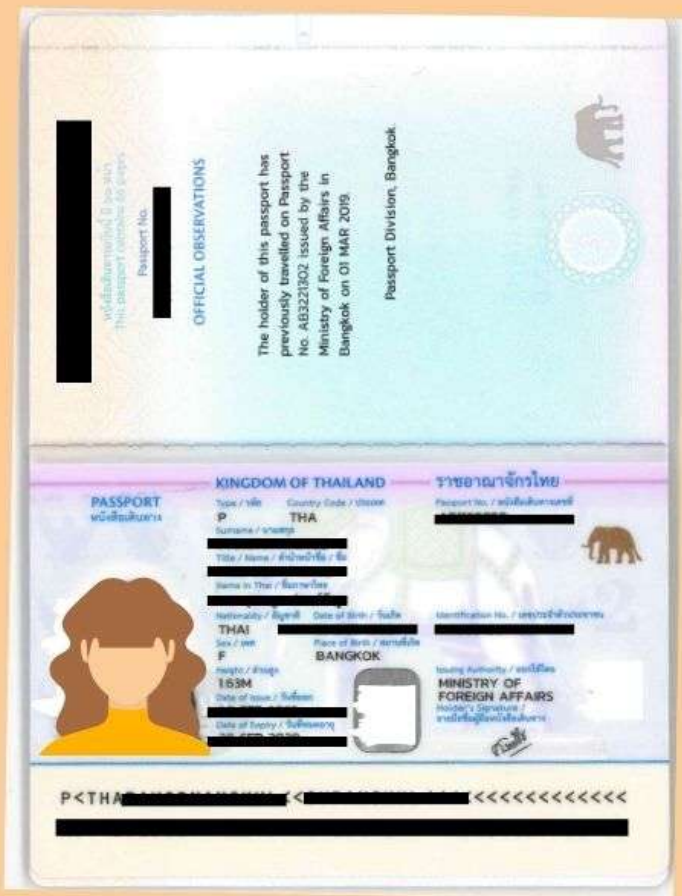 This passport contains
Passport No.
OFFICIAL OBSERVATIONS
The holder of this passport has
previously travelled on Passport
No. AB3221302 issued by the
Ministry of Foreign Affairs in
Bangkok on 01 MAR 2019.
Passport Division, Bangkok.
PASSPORT
หนังสือเดินทาง
KINGDOM OF THAILAND
ราชอาณาจักรไทย
Type / ชนิด
Country Code / ประเทศ
Passport No. / หนังสือเดินทางเลขที่
P
THA
Surname / นามสกุล
Title / Name / คำนำหน้าชื่อ / ชื่อ
Name in Thai / ชื่อภาษาไทย
Nationality / สัญชาติ
Date of Birth / วันเกิด
Identification No. / เลขประจำตัวประชาชน
THAI
Sex / เพศ
Place of Birth / สถานที่เกิด
F
BANGKOK
Height / ส่วนสูง
Issuing Authority / ออกให้โดย
1.63M
MINISTRY OF
FOREIGN AFFAIRS
Date of Issue / วันที่ออก
Holder's Signature /
ลายมือชื่อผู้ถือหนังสือเดินทาง
Date of Expiry / วันที่หมดอายุ
P<THA <<<<<<<<<<<<<<<